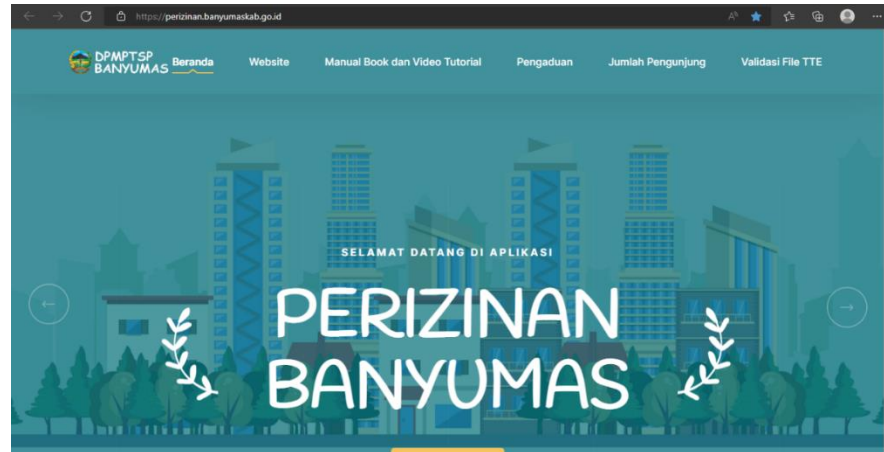 https://perizinan.banyumaskab.go.id
DPMPTSP
BANYUMAS
Beranda
Website
Manual Book dan Video Tutorial
Pengaduan
Jumlah Pengunjung
Validasi File TTE
SELAMAT DATANG DI APLIKASI
PERIZINAN
BANYUMAS